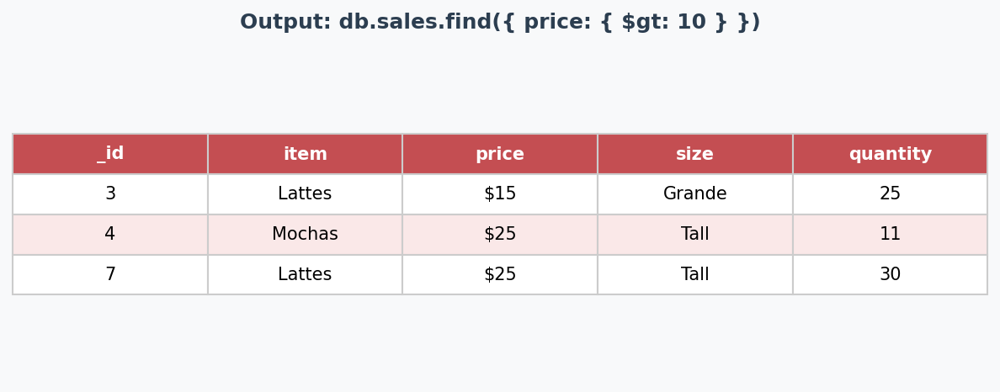 Output: db.sales.find({ price: { $gt: 10 } })
_id item price size quantity
3 Lattes $15 Grande 25
4 Mochas $25 Tall 11
7 Lattes $25 Tall 30